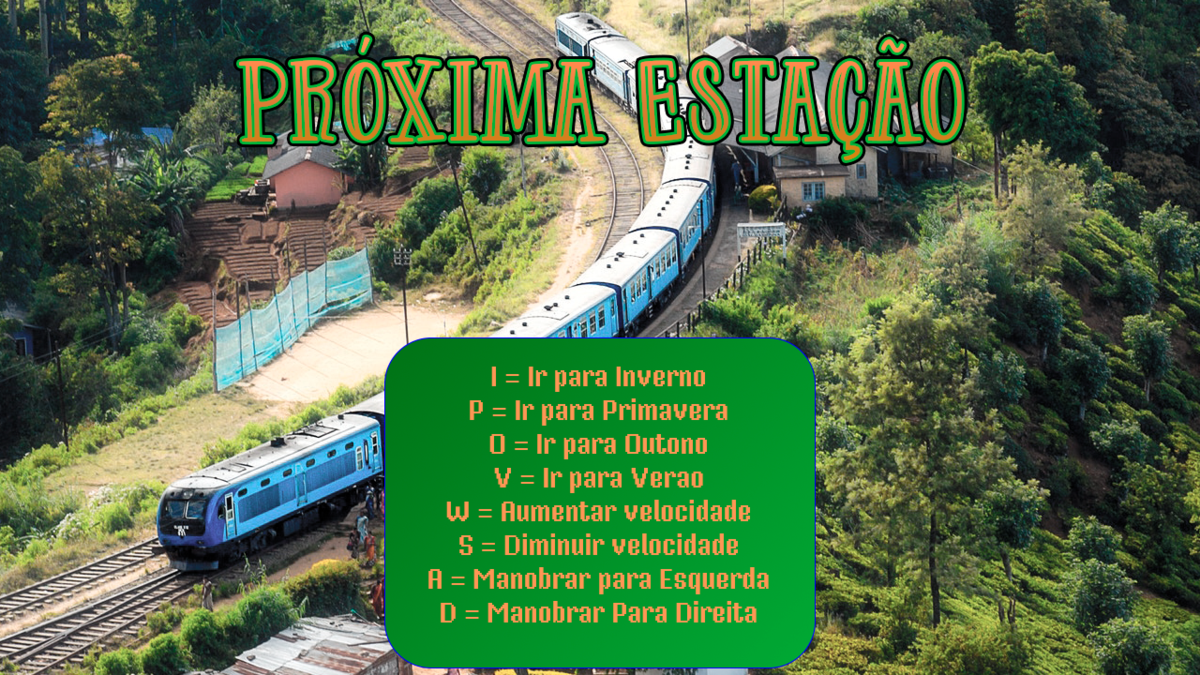 PRÓXIMA ESTAÇÃO
I = Ir para Inverno
P = Ir para Primavera
O = Ir para Outono
V = Ir para Verao
W = Aumentar velocidade
S = Diminuir velocidade
A = Manobrar para Esquerda
D = Manobrar Para Direita